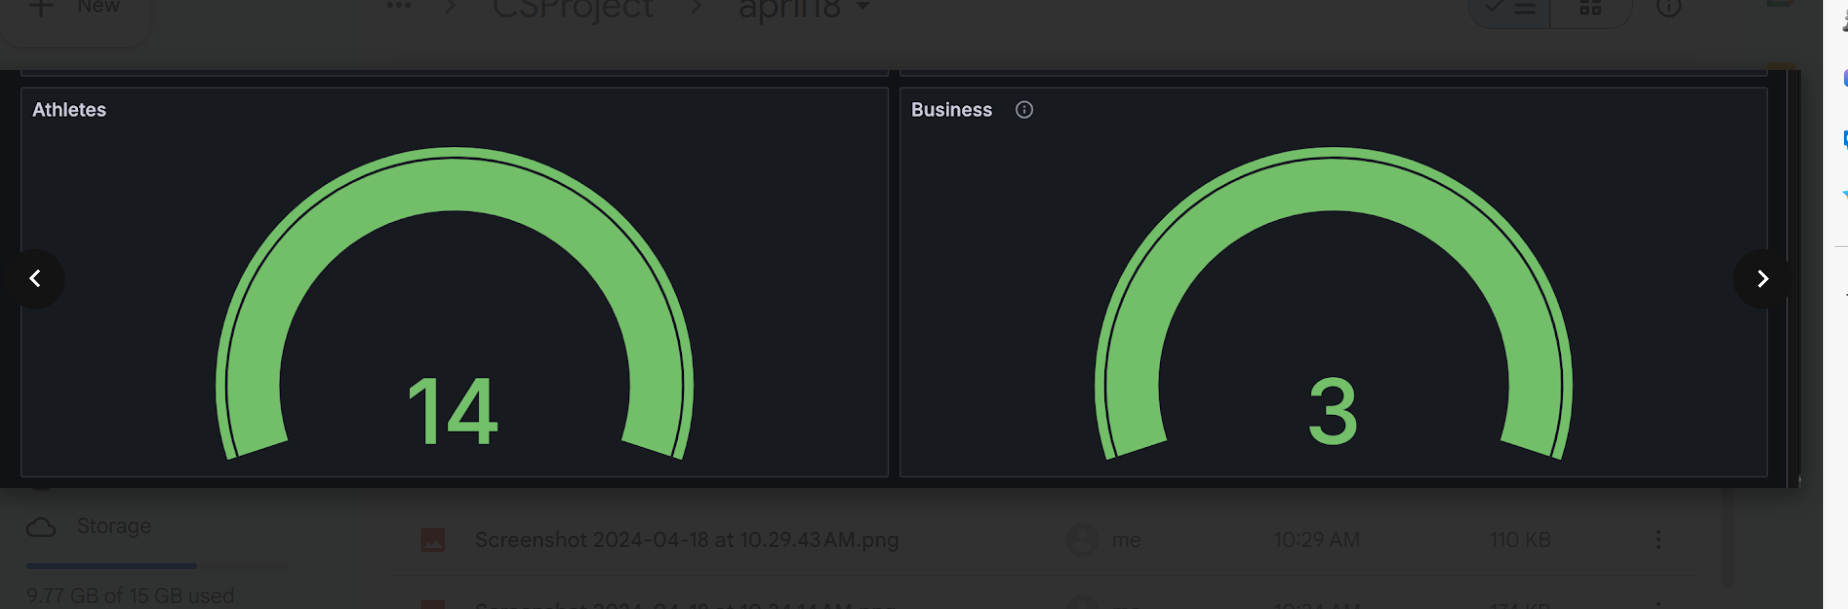 New
CSProject
april18
Athletes
Business
14
3
Storage
Screenshot 2024-04-18 at 10.29.43 AM.png
me
10:29 AM
110 KB
9.77 GB of 15 GB used